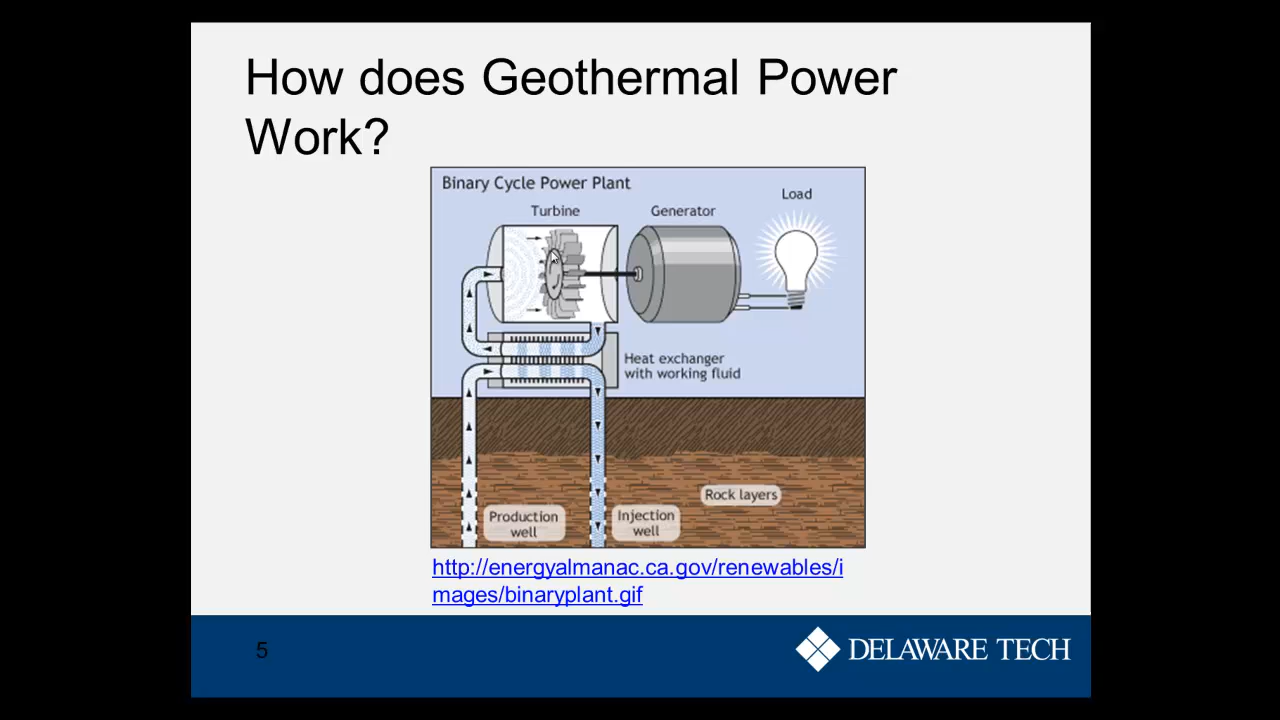 How does Geothermal Power
Work?
Binary Cycle Power Plant
Load
Turbine
Generator
Heat exchanger
with working fluid
Rock layers
Production
well
Injection
well
http://energyalmanac.ca.gov/renewables/i
mages/binaryplant.gif
5
DELAWARE TECH